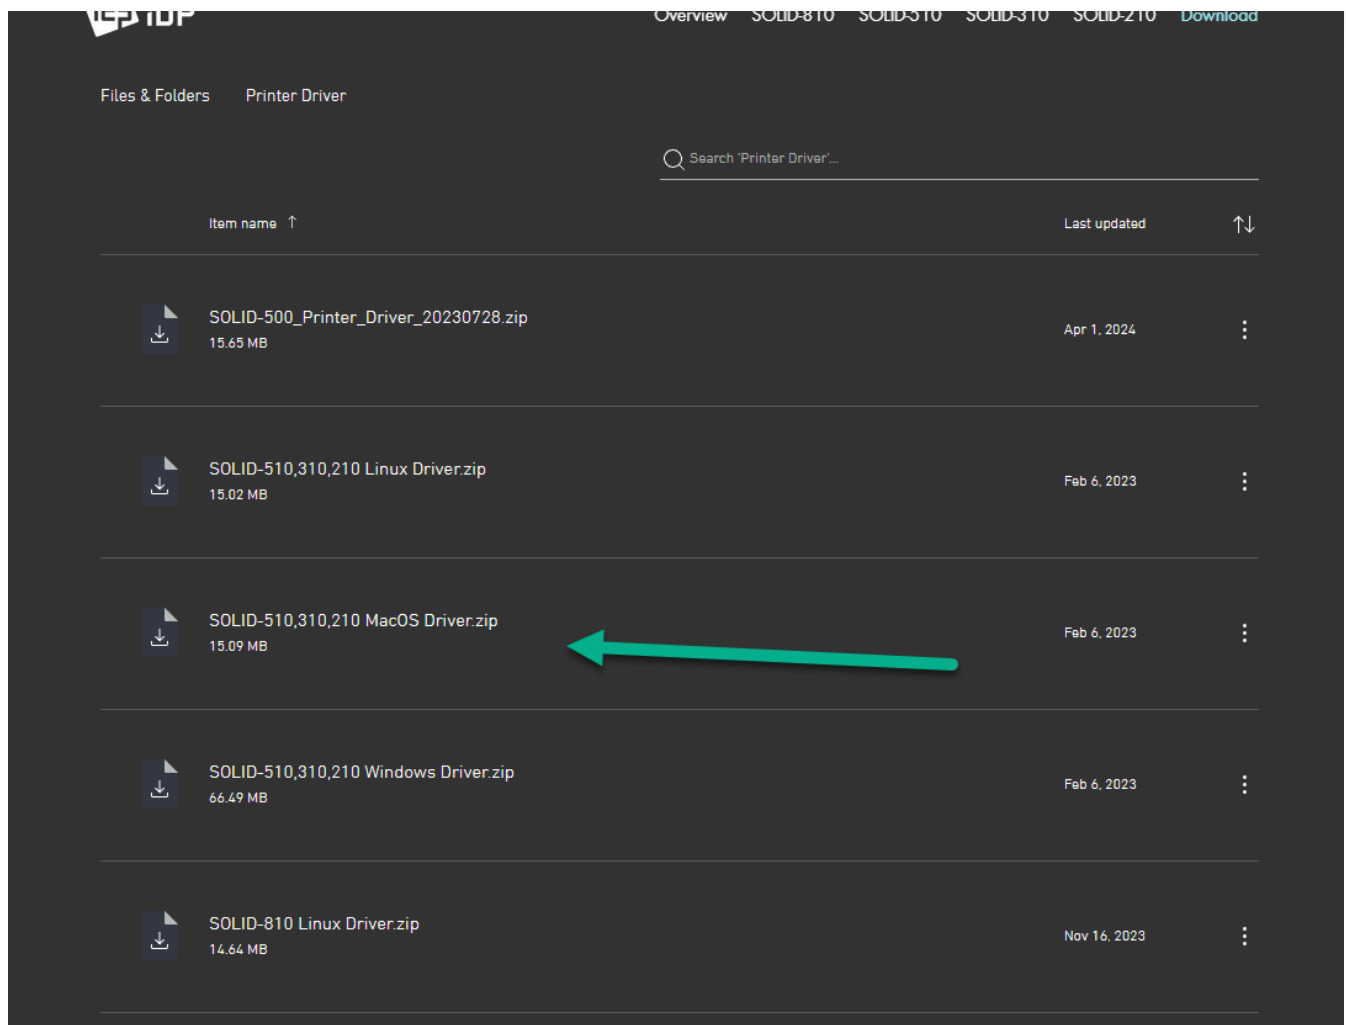 IDP
Overview SOLID-810 SOLID-510 SOLID-310 SOLID-210 Download
Files & Folders Printer Driver
Search 'Printer Driver'...
Item name ↑ Last updated ↑↓
SOLID-500_Printer_Driver_20230728.zip
15.65 MB
Apr 1, 2024
SOLID-510,310,210 Linux Driver.zip
15.02 MB
Feb 6, 2023
SOLID-510,310,210 MacOS Driver.zip
15.09 MB
Feb 6, 2023
SOLID-510,310,210 Windows Driver.zip
66.49 MB
Feb 6, 2023
SOLID-810 Linux Driver.zip
14.64 MB
Nov 16, 2023